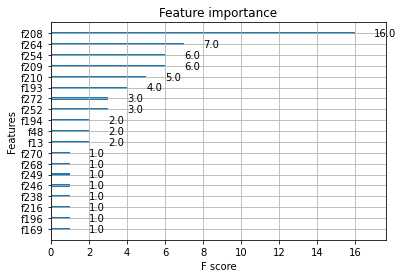 Feature importance
f208 16.0
f264 7.0
f254 6.0
f209 6.0
f210 5.0
f193 4.0
f272 3.0
f252 3.0
f194 2.0
f48 2.0
f13 2.0
f270 1.0
f268 1.0
f249 1.0
f246 1.0
f238 1.0
f216 1.0
f196 1.0
f169 1.0
Features
0 2 4 6 8 10 12 14 16
F score